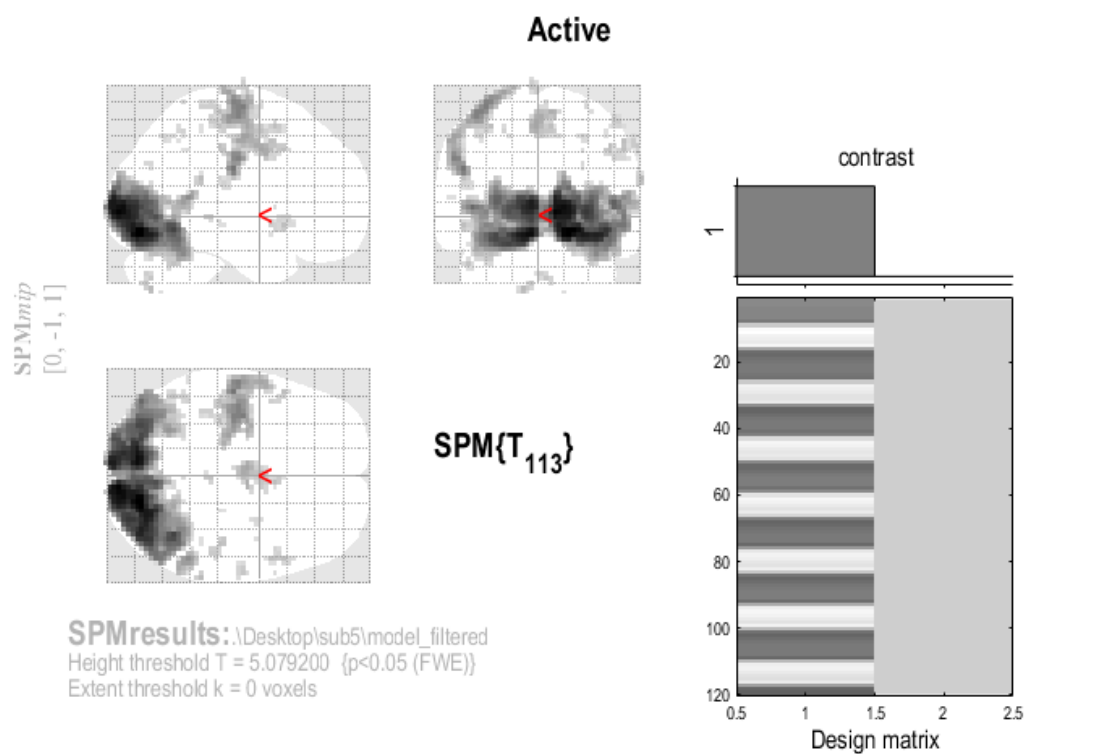 Active
SPMmip
[0, -1, 1]
<
<
<
SPM{T113}
contrast
1
20
40
60
80
100
120
0.5 1 1.5 2 2.5
Design matrix
SPMresults:.\Desktop\sub5\model_filtered
Height threshold T = 5.079200 {p<0.05 (FWE)}
Extent threshold k = 0 voxels